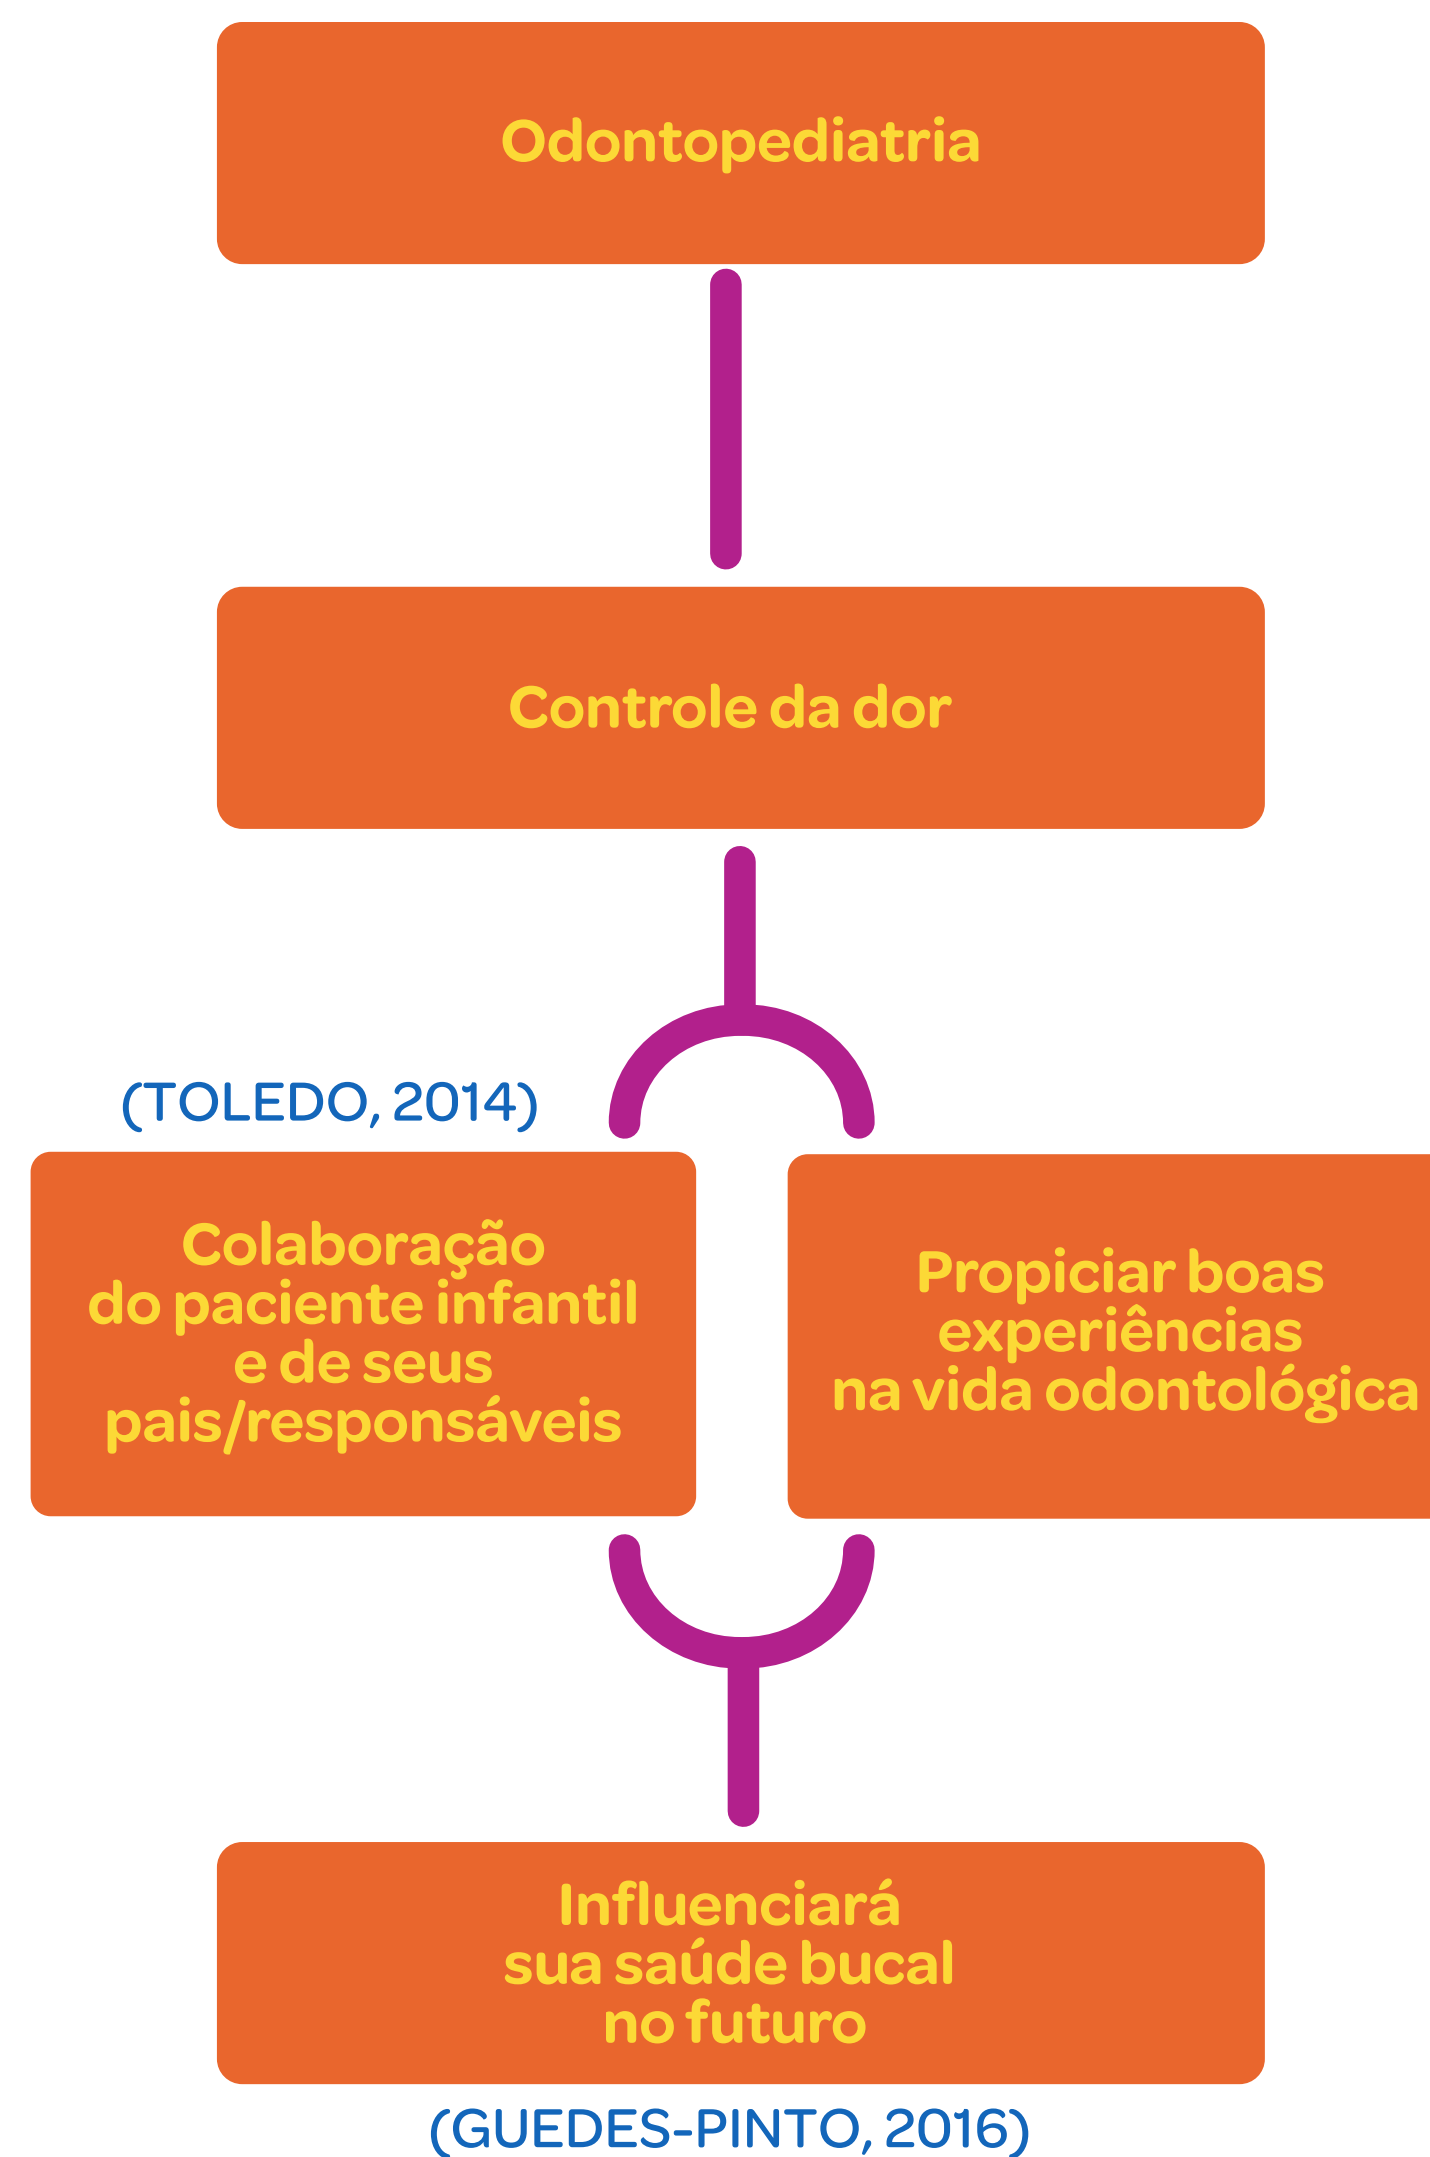 Odontopediatria
Controle da dor
(TOLEDO, 2014)
Colaboração
do paciente infantil
e de seus
pais/responsáveis
Propiciar boas
experiências
na vida odontológica
Influenciará
sua saúde bucal
no futuro
(GUEDES-PINTO, 2016)